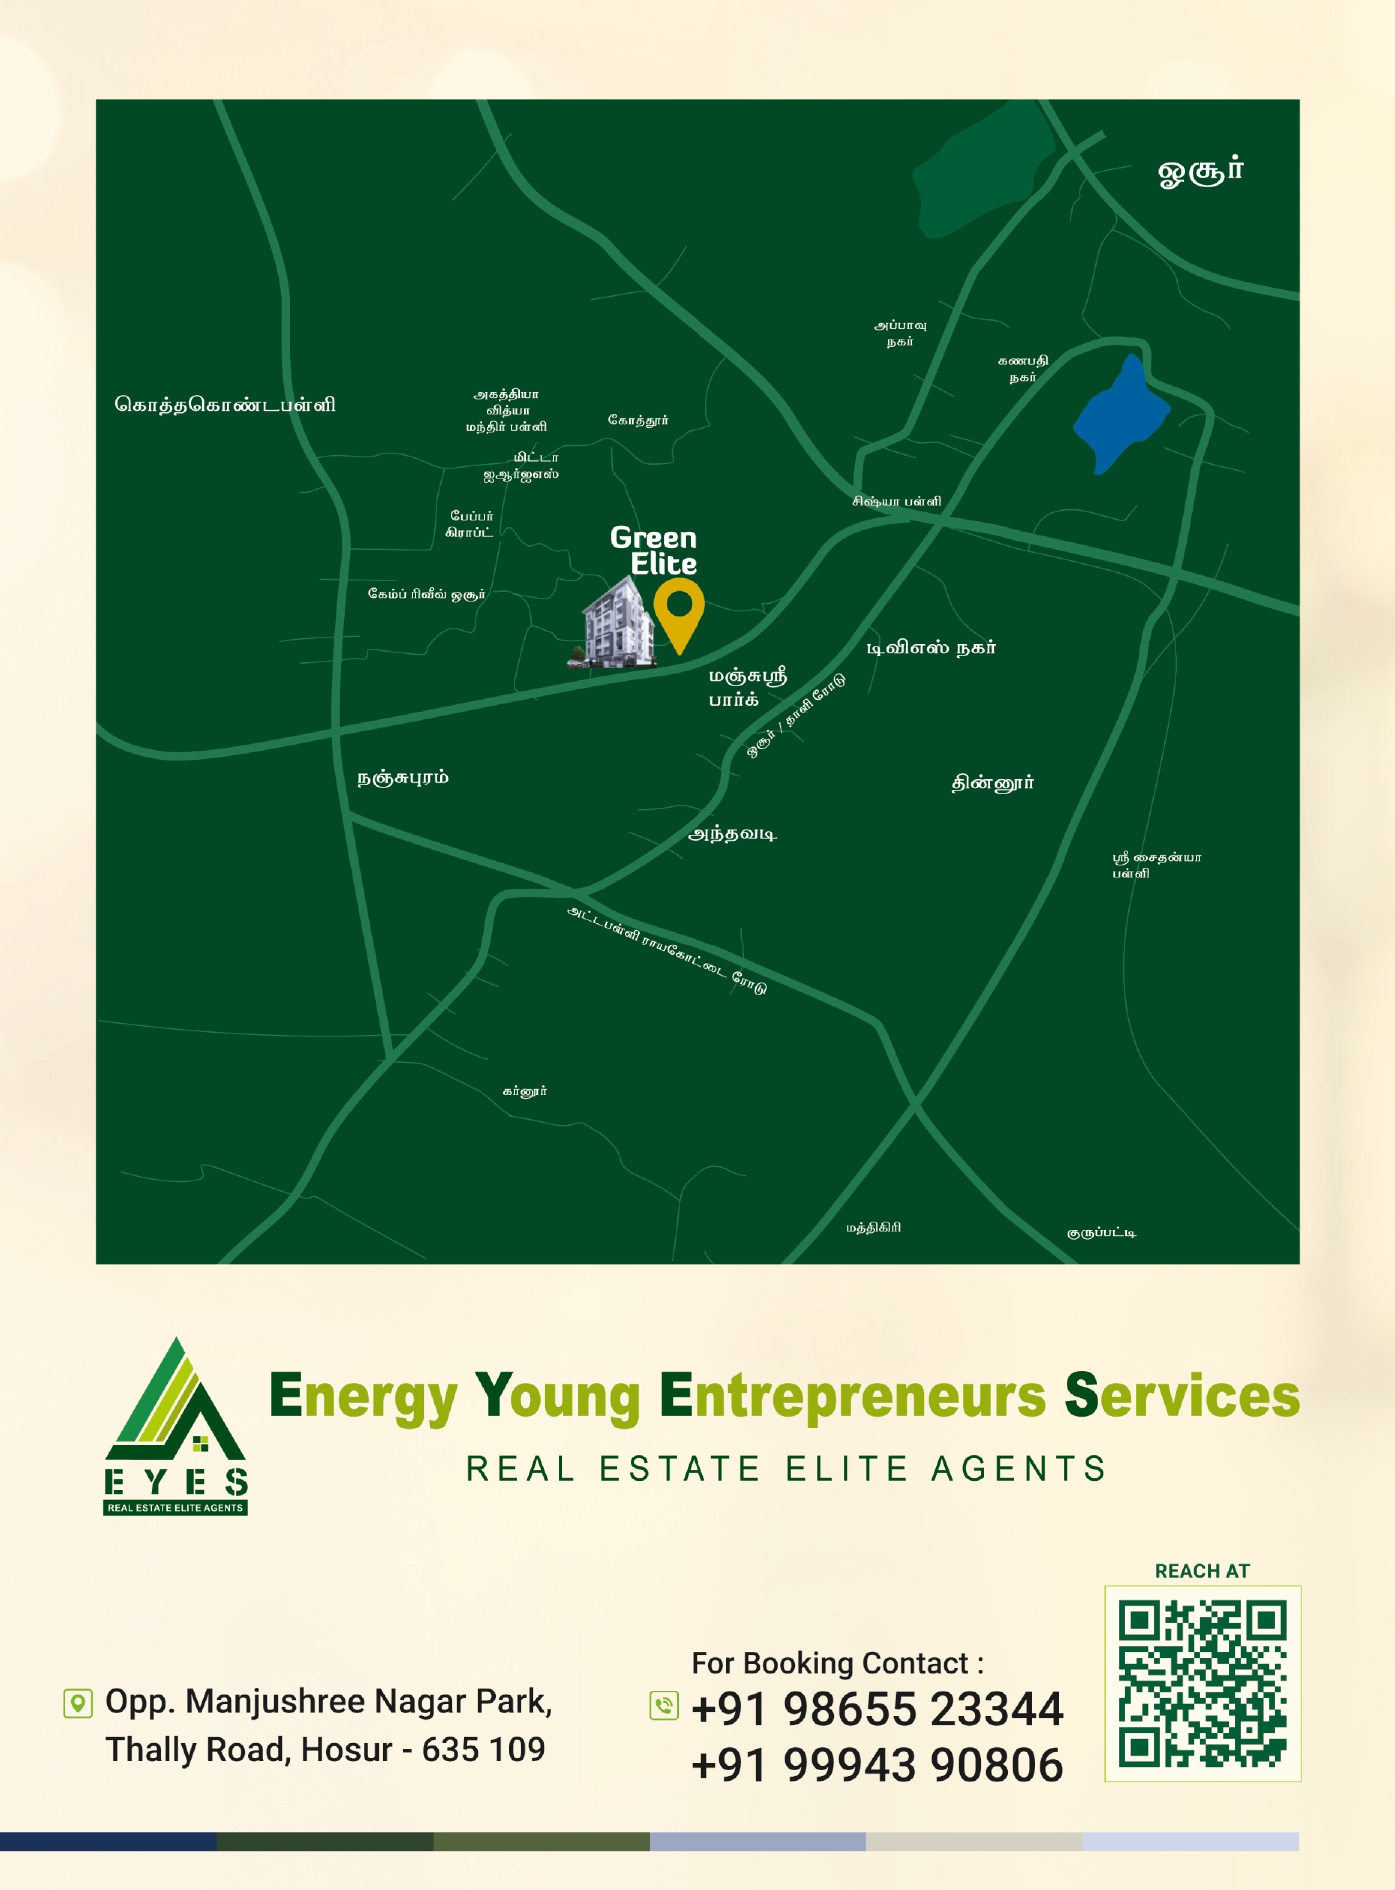 ஓசூர்
அப்பாவு
நகர்
கணபதி
நகர்
கொத்தகொண்டபள்ளி
அகத்தியா
வித்யா
மந்திர் பள்ளி
கோத்தூர்
மிட்டா
ஐஆர்ஐஎஸ்
சிஷ்யா பள்ளி
பேப்பர்
கிராப்ட்
Green
Elite
கேம்ப் ரிவீவ் ஓசூர்
டிவிஎஸ் நகர்
மஞ்சுஸ்ரீ
பார்க்
ஓசூர் / தாளி ரோடு
நஞ்சுபுரம்
தின்னூர்
அந்தவடி
ஸ்ரீ சைதன்யா
பள்ளி
அட்டபள்ளி ராயகோட்டை ரோடு
கர்னூர்
மத்திகிரி
குருப்பட்டி
Energy Young Entrepreneurs Services
REAL ESTATE ELITE AGENTS
EYES
REAL ESTATE ELITE AGENTS
REACH AT
For Booking Contact :
+91 98655 23344
+91 99943 90806
Opp. Manjushree Nagar Park,
Thally Road, Hosur - 635 109